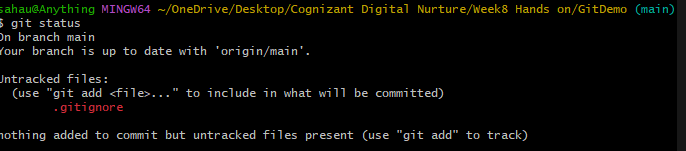 sahau@Anything MINGW64 ~/OneDrive/Desktop/Cognizant Digital Nurture/Week8 Hands on/GitDemo (main)
$ git status
On branch main
Your branch is up to date with 'origin/main'.
Untracked files:
(use "git add <file>..." to include in what will be committed)
.gitignore
nothing added to commit but untracked files present (use "git add" to track)